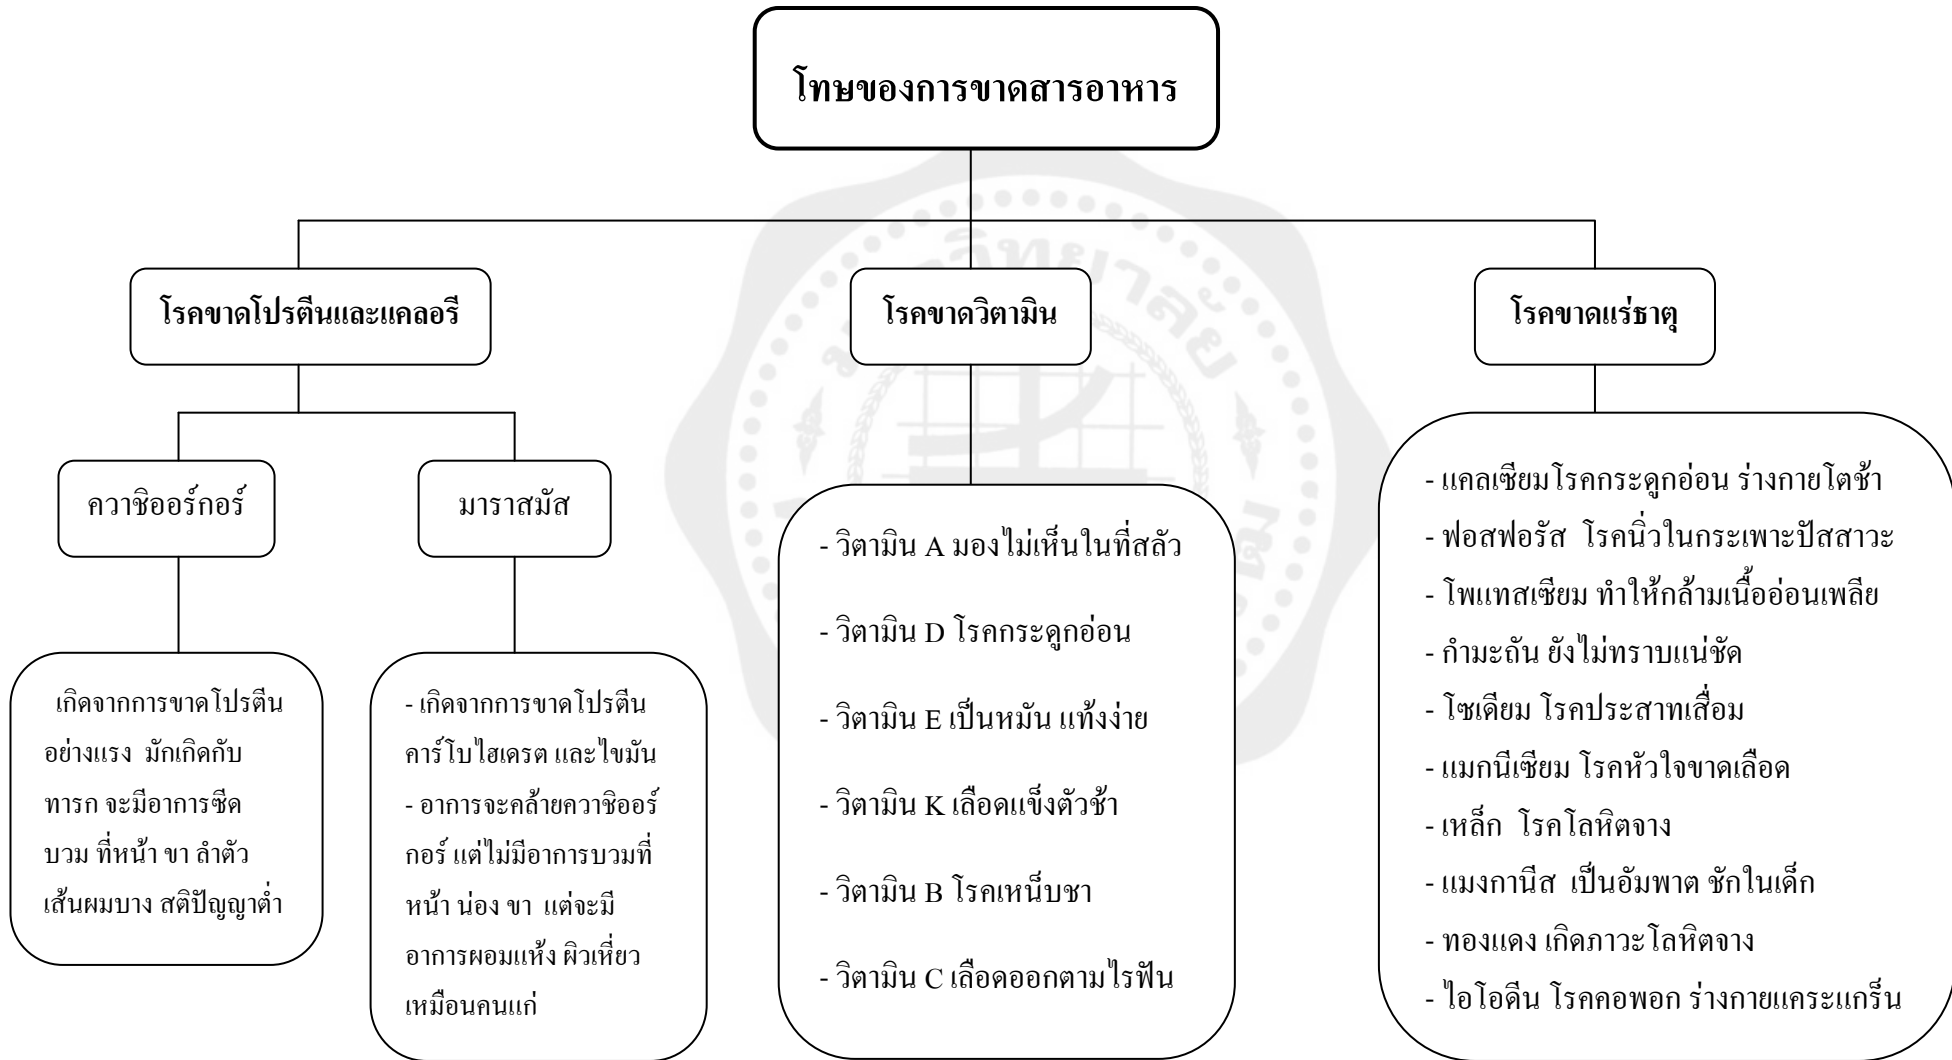 โทษของการขาดสารอาหาร
โรคขาดโปรตีนและแคลอรี
โรคขาดวิตามิน
โรคขาดแร่ธาตุ
ควาชิออร์กอร์
มาราสมัส
เกิดจากการขาดโปรตีน
อย่างแรง มักเกิดกับ
ทารก จะมีอาการซีด
บวม ที่หน้า ขา ลำตัว
เส้นผมบาง สติปัญญาต่ำ
- เกิดจากการขาดโปรตีน
คาร์โบไฮเดรต และไขมัน
- อาการจะคล้ายควาชิออร์
กอร์ แต่ไม่มีอาการบวมที่
หน้า น่อง ขา แต่จะมี
อาการผอมแห้ง ผิวเหี่ยว
เหมือนคนแก่
- วิตามิน A มองไม่เห็นในที่สลัว
- วิตามิน D โรคกระดูกอ่อน
- วิตามิน E เป็นหมัน แท้งง่าย
- วิตามิน K เลือดแข็งตัวช้า
- วิตามิน B โรคเหน็บชา
- วิตามิน C เลือดออกตามไรฟัน
- แคลเซียมโรคกระดูกอ่อน ร่างกายโตช้า
- ฟอสฟอรัส โรคนิ่วในกระเพาะปัสสาวะ
- โพแทสเซียม ทำให้กล้ามเนื้ออ่อนเพลีย
- กำมะถัน ยังไม่ทราบแน่ชัด
- โซเดียม โรคประสาทเสื่อม
- แมกนีเซียม โรคหัวใจขาดเลือด
- เหล็ก โรคโลหิตจาง
- แมงกานีส เป็นอัมพาต ชักในเด็ก
- ทองแดง เกิดภาวะโลหิตจาง
- ไอโอดีน โรคคอพอก ร่างกายแคระแกร็น